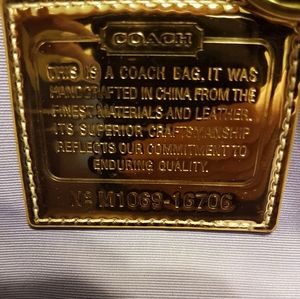 COACH
THIS IS A COACH BAG. IT WAS
HANDCRAFTED IN CHINA FROM THE
FINEST MATERIALS AND LEATHER.
ITS SUPERIOR CRAFTSMANSHIP
REFLECTS OUR COMMITMENT TO
ENDURING QUALITY.
Nº M1069-16706